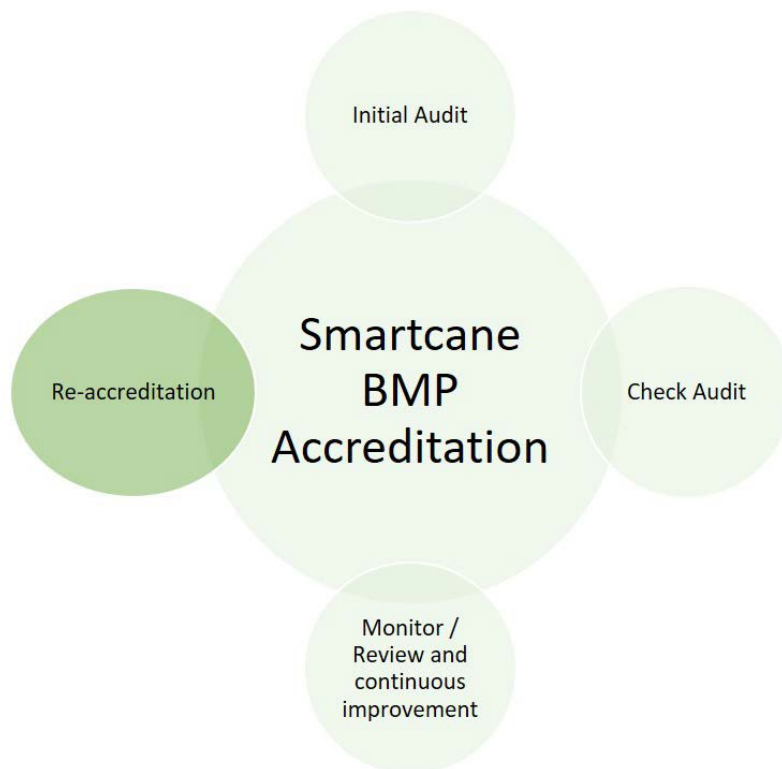 Initial Audit
Smartcane
BMP
Accreditation
Re-accreditation
Check Audit
Monitor /
Review and
continuous
improvement